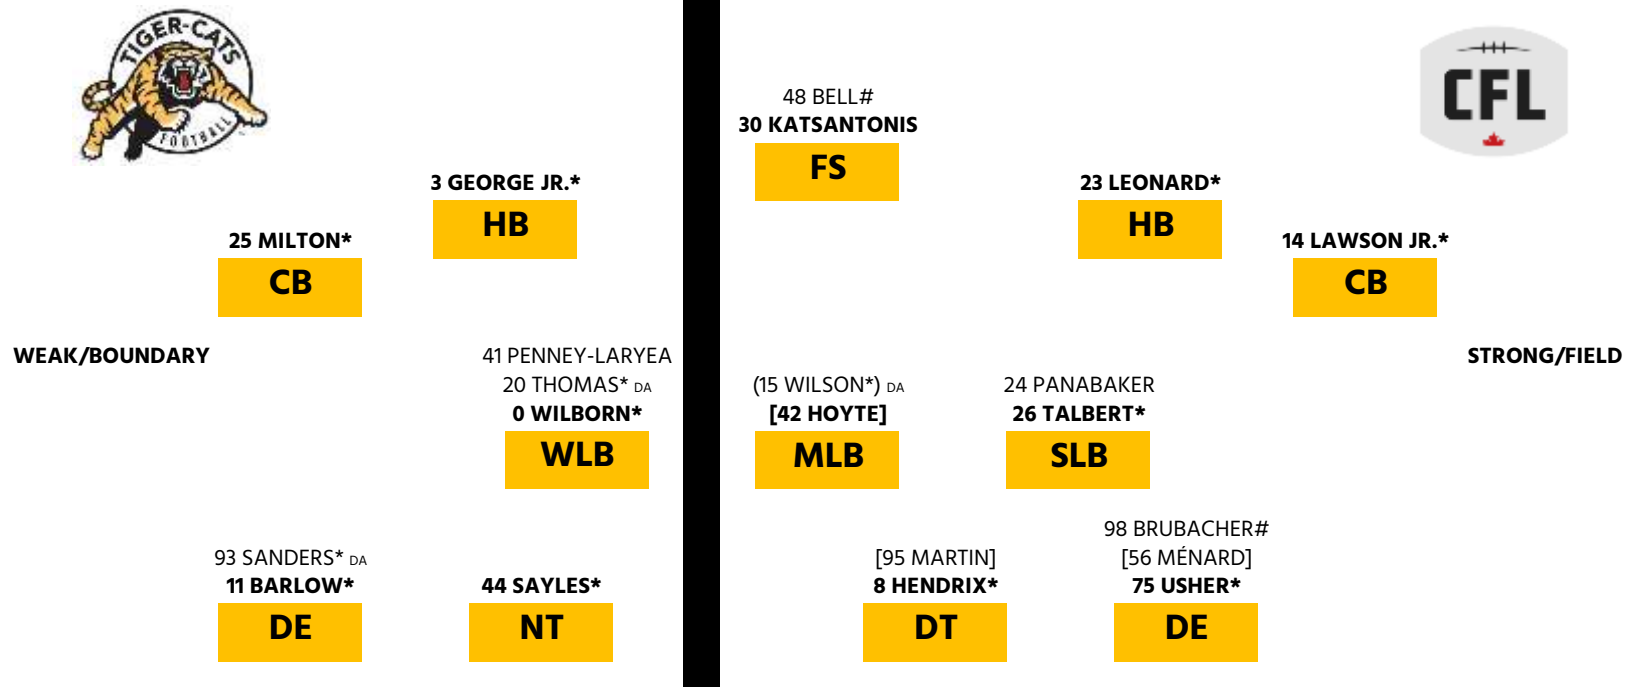 TIGER-CATS
FOOTBALL
CFL
48 BELL#
30 KATSANTONIS
FS
3 GEORGE JR.*
HB
23 LEONARD*
HB
25 MILTON*
CB
14 LAWSON JR.*
CB
WEAK/BOUNDARY
STRONG/FIELD
41 PENNEY-LARYEA
20 THOMAS* DA
0 WILBORN*
WLB
(15 WILSON*) DA
[42 HOYTE]
MLB
24 PANABAKER
26 TALBERT*
SLB
93 SANDERS* DA
11 BARLOW*
DE
44 SAYLES*
NT
[95 MARTIN]
8 HENDRIX*
DT
98 BRUBACHER#
[56 MÉNARD]
75 USHER*
DE